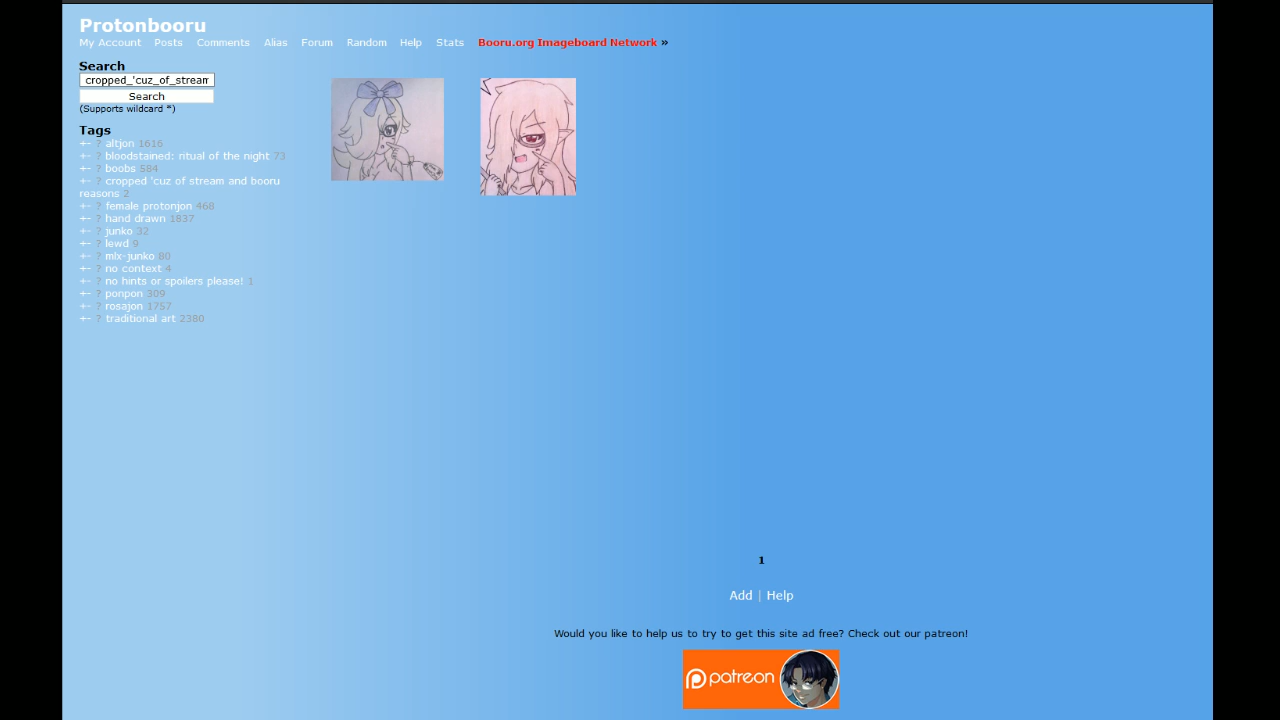 Protonbooru
My Account Posts Comments Alias Forum Random Help Stats Booru.org Imageboard Network »
Search
cropped_'cuz_of_stream
Search
(Supports wildcard *)
Tags
+- ? altjon 1616
+- ? bloodstained: ritual of the night 73
+- ? boobs 584
+- ? cropped 'cuz of stream and booru
reasons 2
+- ? female protonjon 468
+- ? hand drawn 1837
+- ? junko 32
+- ? lewd 9
+- ? mlx-junko 80
+- ? no context 4
+- ? no hints or spoilers please! 1
+- ? ponpon 309
+- ? rosajon 1757
+- ? traditional art 2380
1
Add | Help
Would you like to help us to try to get this site ad free? Check out our patreon!
patreon